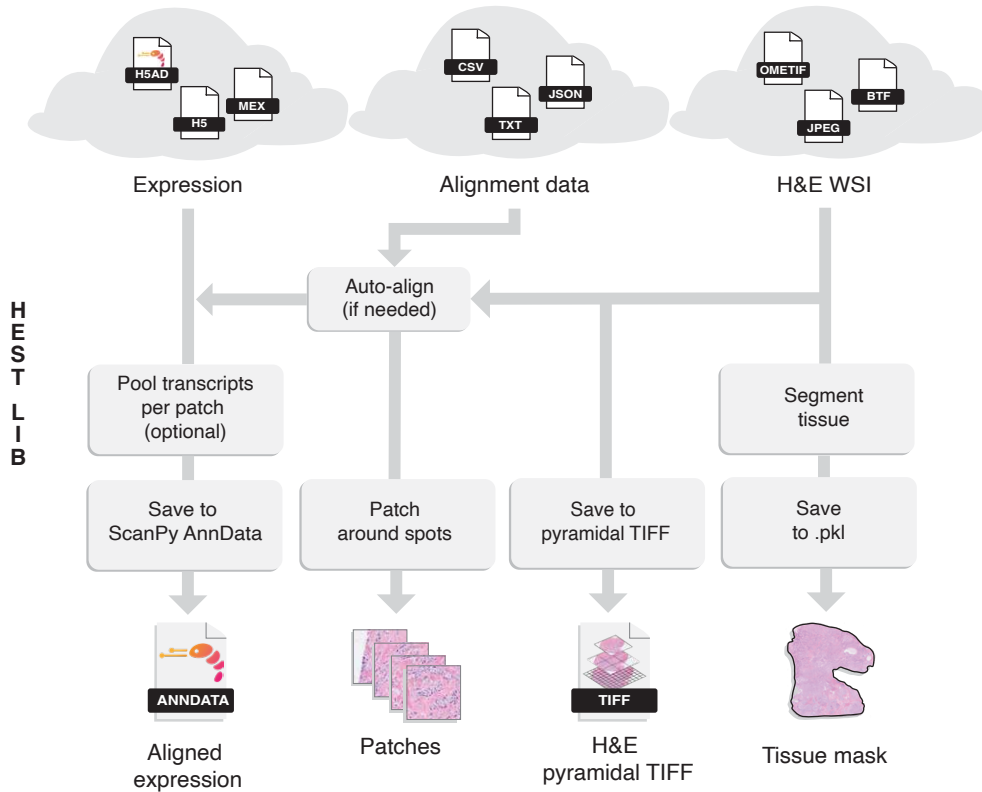 H5AD
MEX
H5
CSV
JSON
TXT
OMETIF
BTF
JPEG
Expression
Alignment data
H&E WSI
HEST LIB
Auto-align
(if needed)
Pool transcripts
per patch
(optional)
Segment
tissue
Save to
ScanPy AnnData
Patch
around spots
Save to
pyramidal TIFF
Save
to .pkl
ANNDATA
TIFF
Aligned
expression
Patches
H&E
pyramidal TIFF
Tissue mask